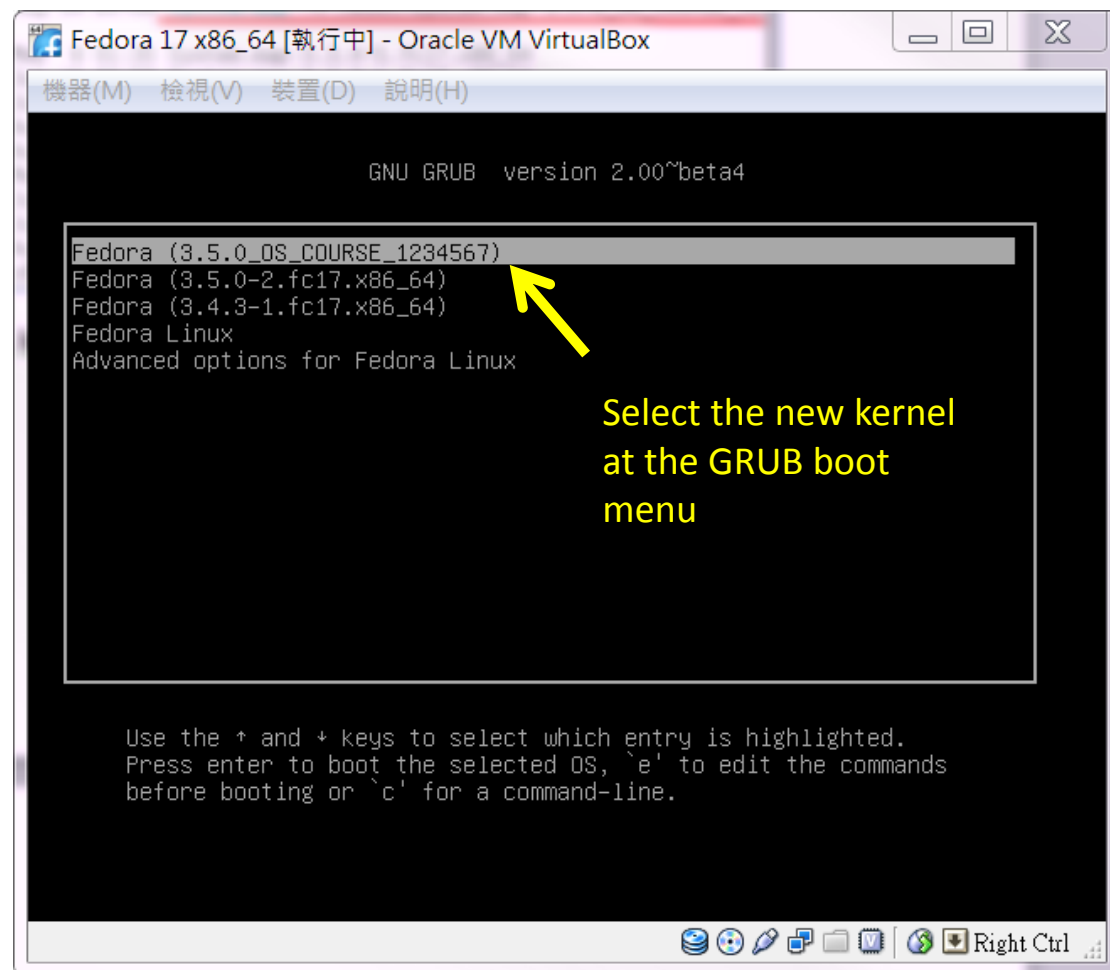 Fedora 17 x86_64 [執行中] - Oracle VM VirtualBox
機器(M) 檢視(V) 裝置(D) 說明(H)
GNU GRUB version 2.00~beta4
Fedora (3.5.0_OS_COURSE_1234567)
Fedora (3.5.0-2.fc17.x86_64)
Fedora (3.4.3-1.fc17.x86_64)
Fedora Linux
Advanced options for Fedora Linux
Select the new kernel
at the GRUB boot
menu
Use the ↑ and ↓ keys to select which entry is highlighted.
Press enter to boot the selected OS, `e' to edit the commands
before booting or `c' for a command-line.
Right Ctrl